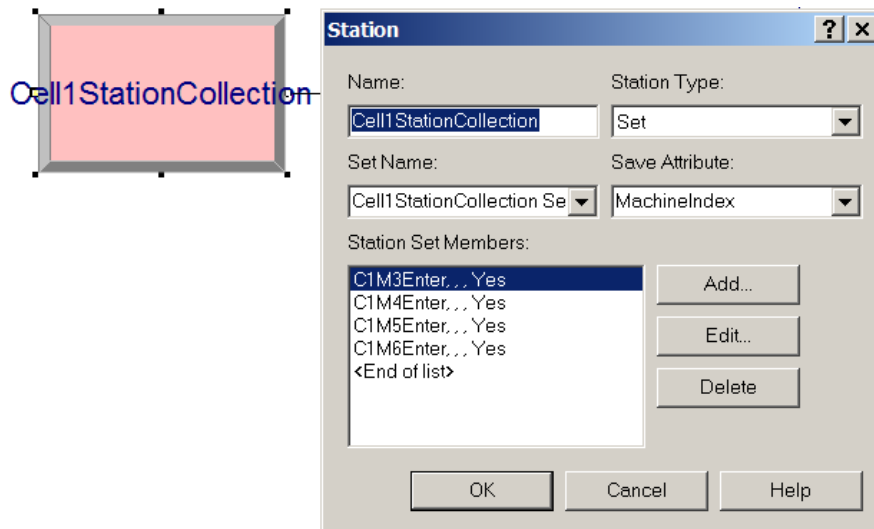 Cell1StationCollection
Station
Name:
Station Type:
Cell1StationCollection
Set
Set Name:
Save Attribute:
Cell1StationCollection Se
MachineIndex
Station Set Members:
C1M3Enter, , , Yes
C1M4Enter, , , Yes
C1M5Enter, , , Yes
C1M6Enter, , , Yes
<End of list>
Add...
Edit...
Delete
OK
Cancel
Help